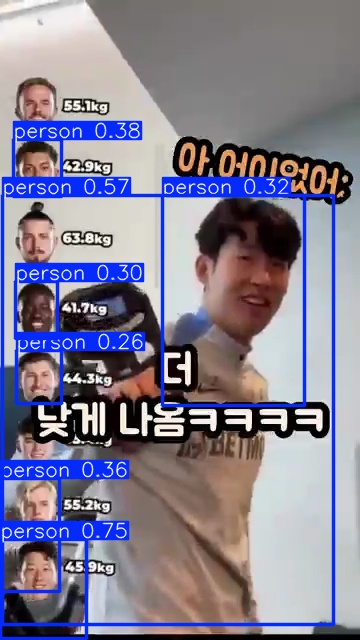 55.1kg
person 0.38
아 어이없어;
42.9kg
person 0.57
person 0.32
63.8kg
person 0.30
41.7kg
person 0.26
더
44.3kg
낮게 나옴ㅋㅋㅋㅋ
person 0.36
55.2kg
person 0.75
45.9kg